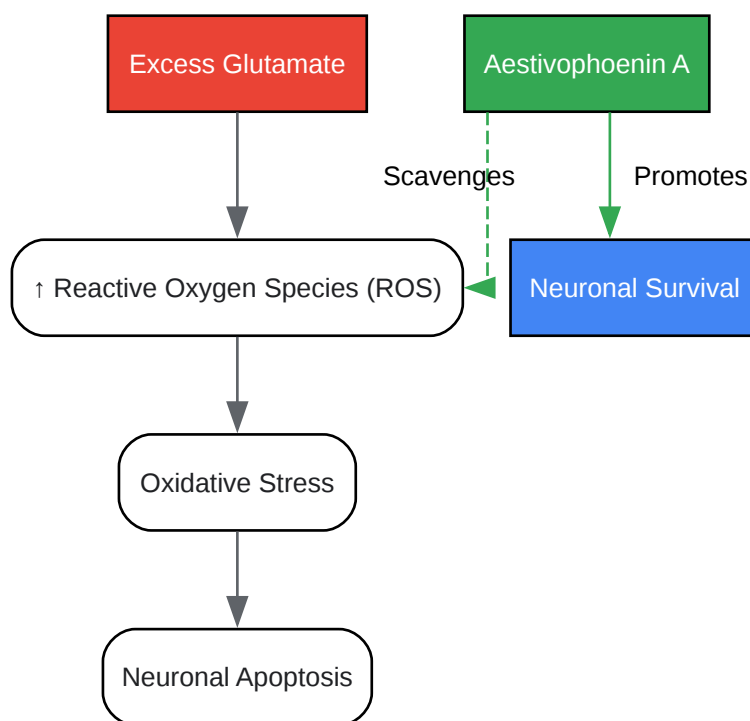 Excess Glutamate
Aestivophoenin A
Scavenges
Promotes
↑ Reactive Oxygen Species (ROS)
Neuronal Survival
Oxidative Stress
Neuronal Apoptosis